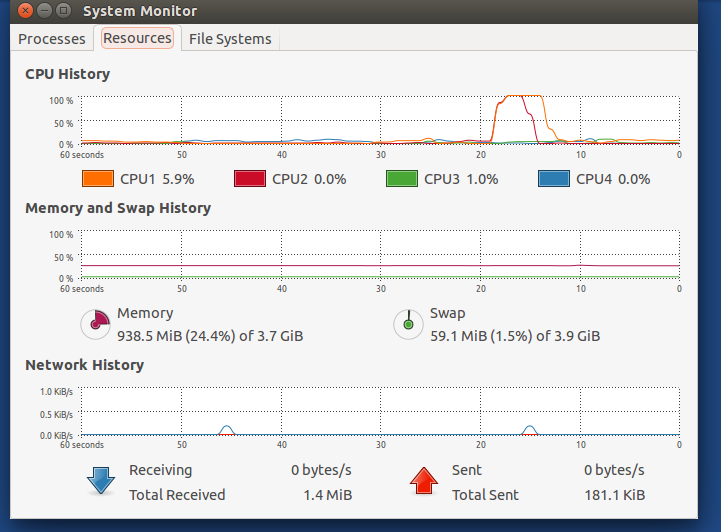 System Monitor
Processes Resources File Systems
CPU History
100 %
50 %
0 %
60 seconds 50 40 30 20 10 0
CPU1 5.9% CPU2 0.0% CPU3 1.0% CPU4 0.0%
Memory and Swap History
100 %
50 %
0 %
60 seconds 50 40 30 20 10 0
Memory Swap
938.5 MiB (24.4%) of 3.7 GiB 59.1 MiB (1.5%) of 3.9 GiB
Network History
1.0 KiB/s
0.5 KiB/s
0.0 KiB/s
60 seconds 50 40 30 20 10 0
Receiving 0 bytes/s Sent 0 bytes/s
Total Received 1.4 MiB Total Sent 181.1 KiB